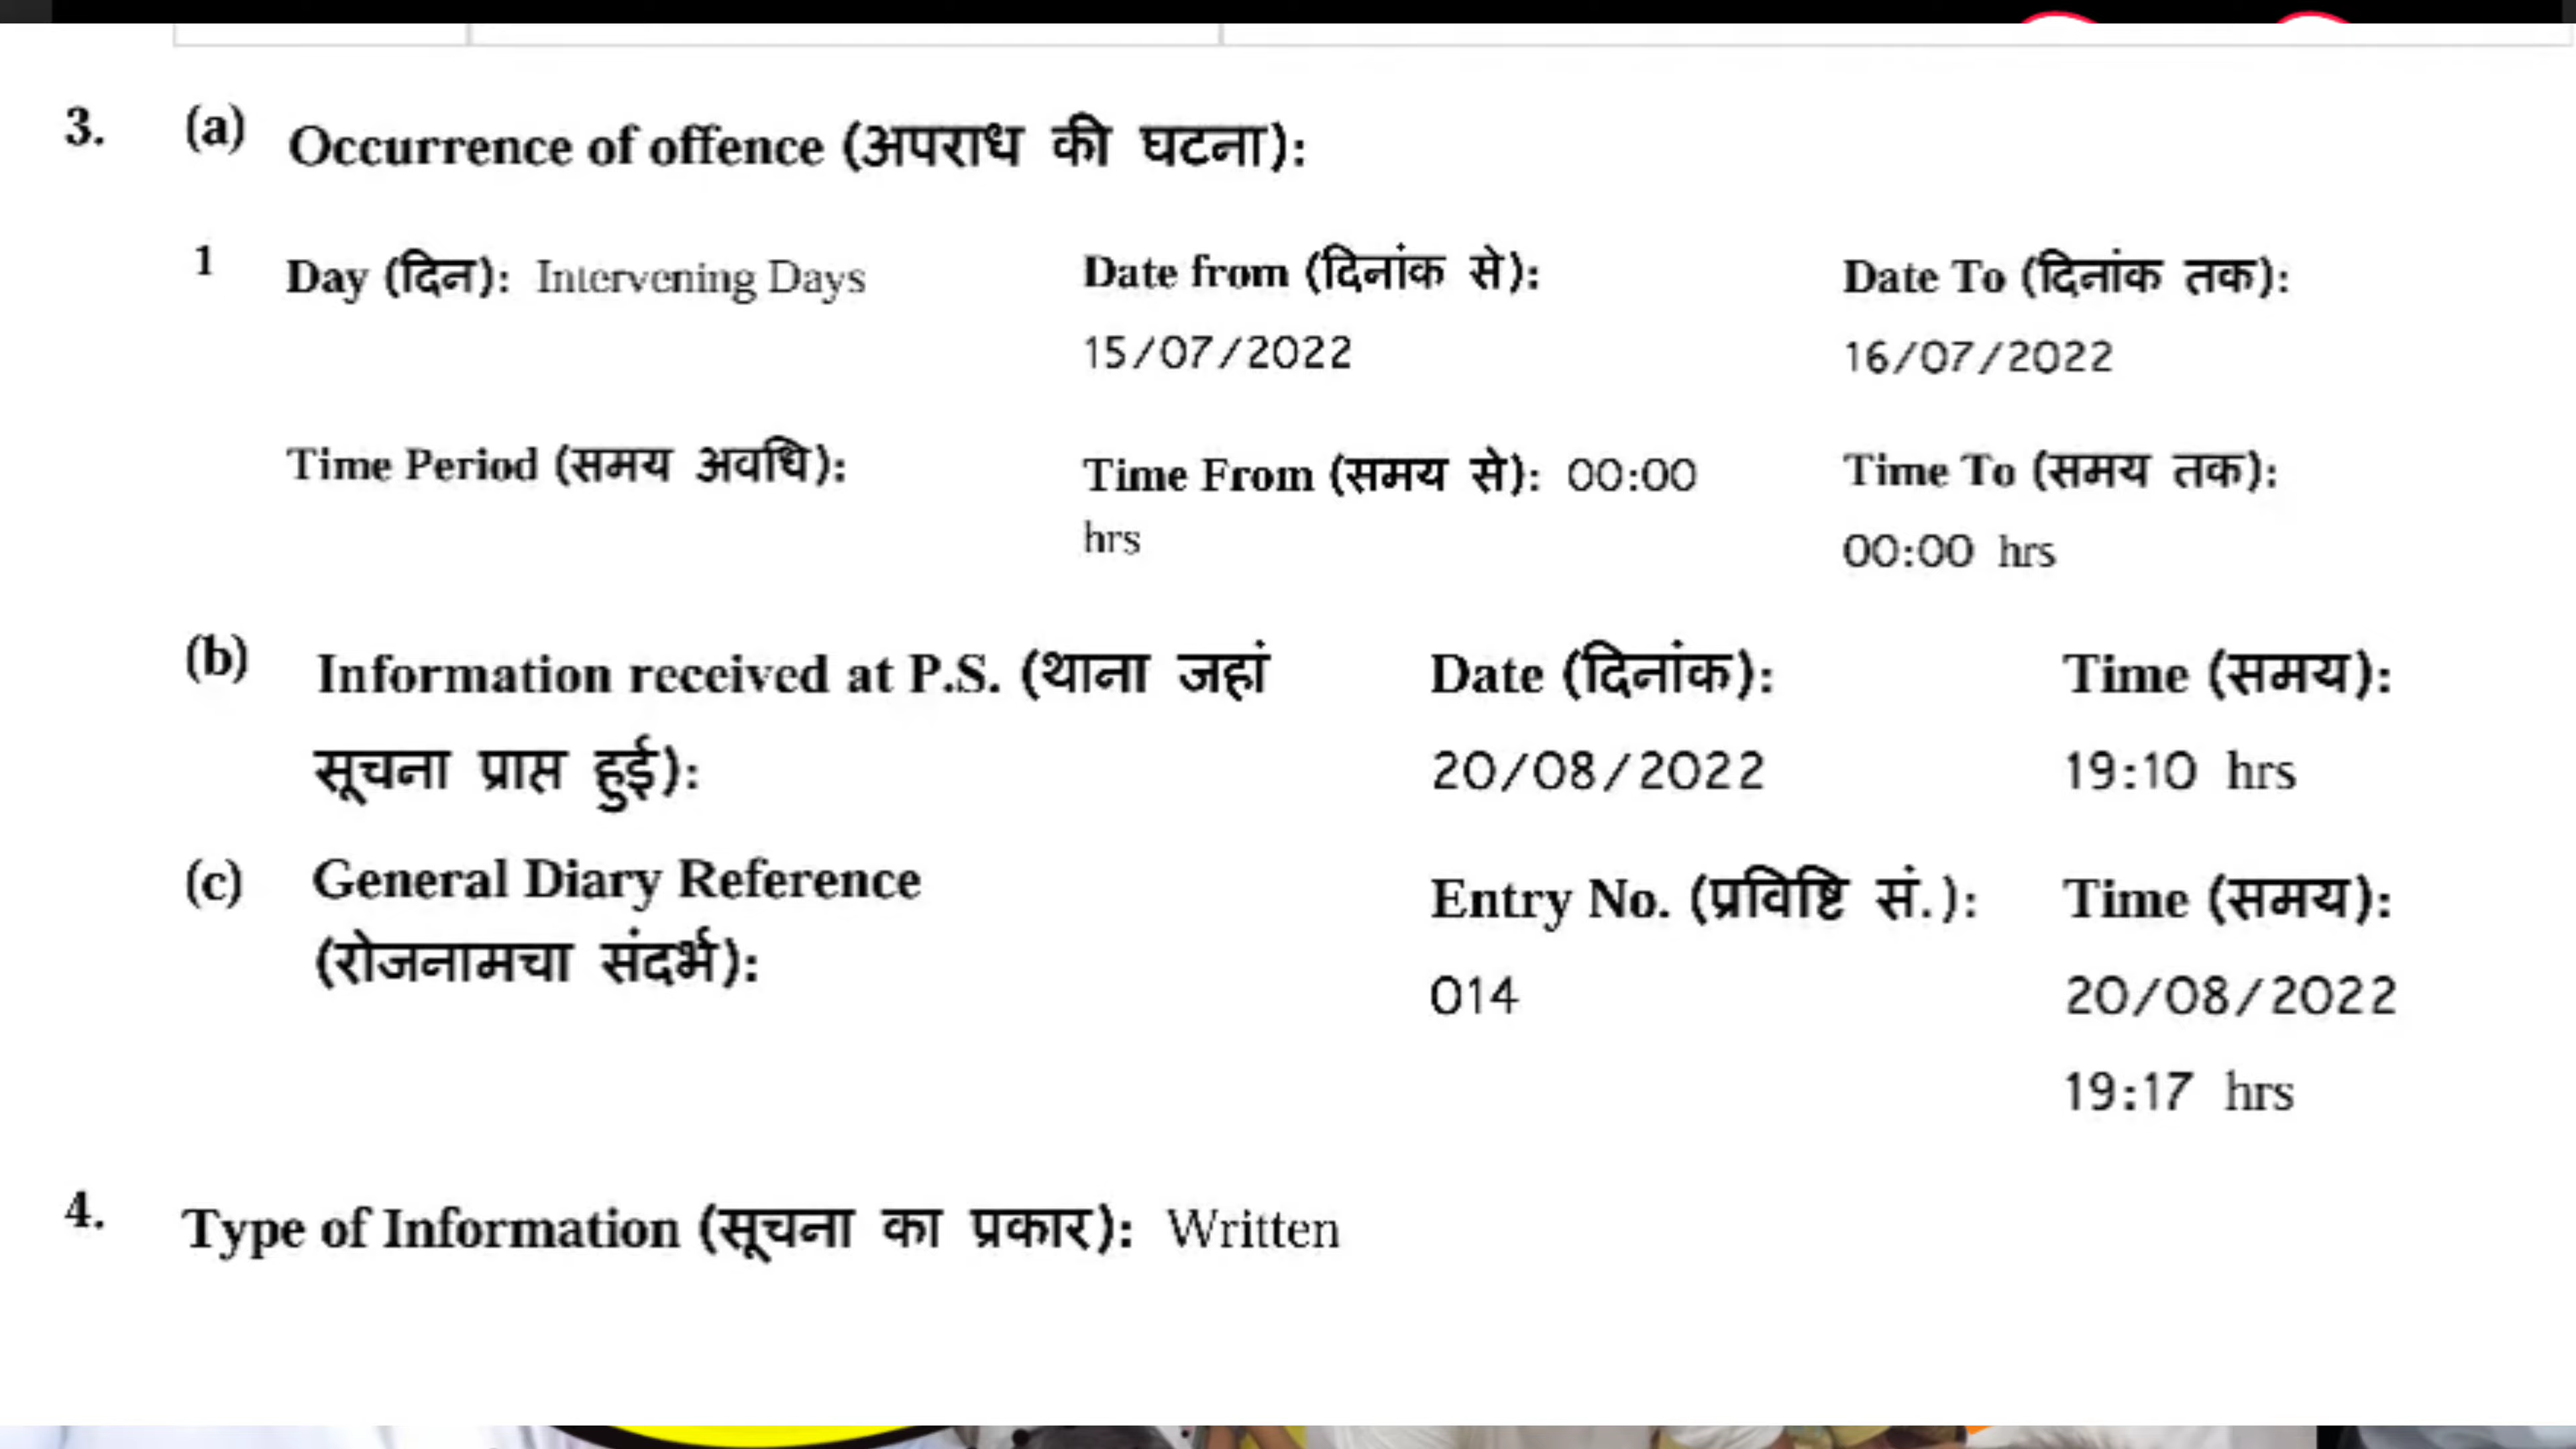 3. (a) Occurrence of offence (अपराध की घटना):
1 Day (दिन): Intervening Days Date from (दिनांक से): Date To (दिनांक तक):
15/07/2022 16/07/2022
Time Period (समय अवधि): Time From (समय से): 00:00 Time To (समय तक):
hrs 00:00 hrs
(b) Information received at P.S. (थाना जहां Date (दिनांक): Time (समय):
सूचना प्राप्त हुई): 20/08/2022 19:10 hrs
(c) General Diary Reference Entry No. (प्रविष्टि सं.): Time (समय):
(रोजनामचा संदर्भ): 014 20/08/2022
19:17 hrs
4. Type of Information (सूचना का प्रकार): Written